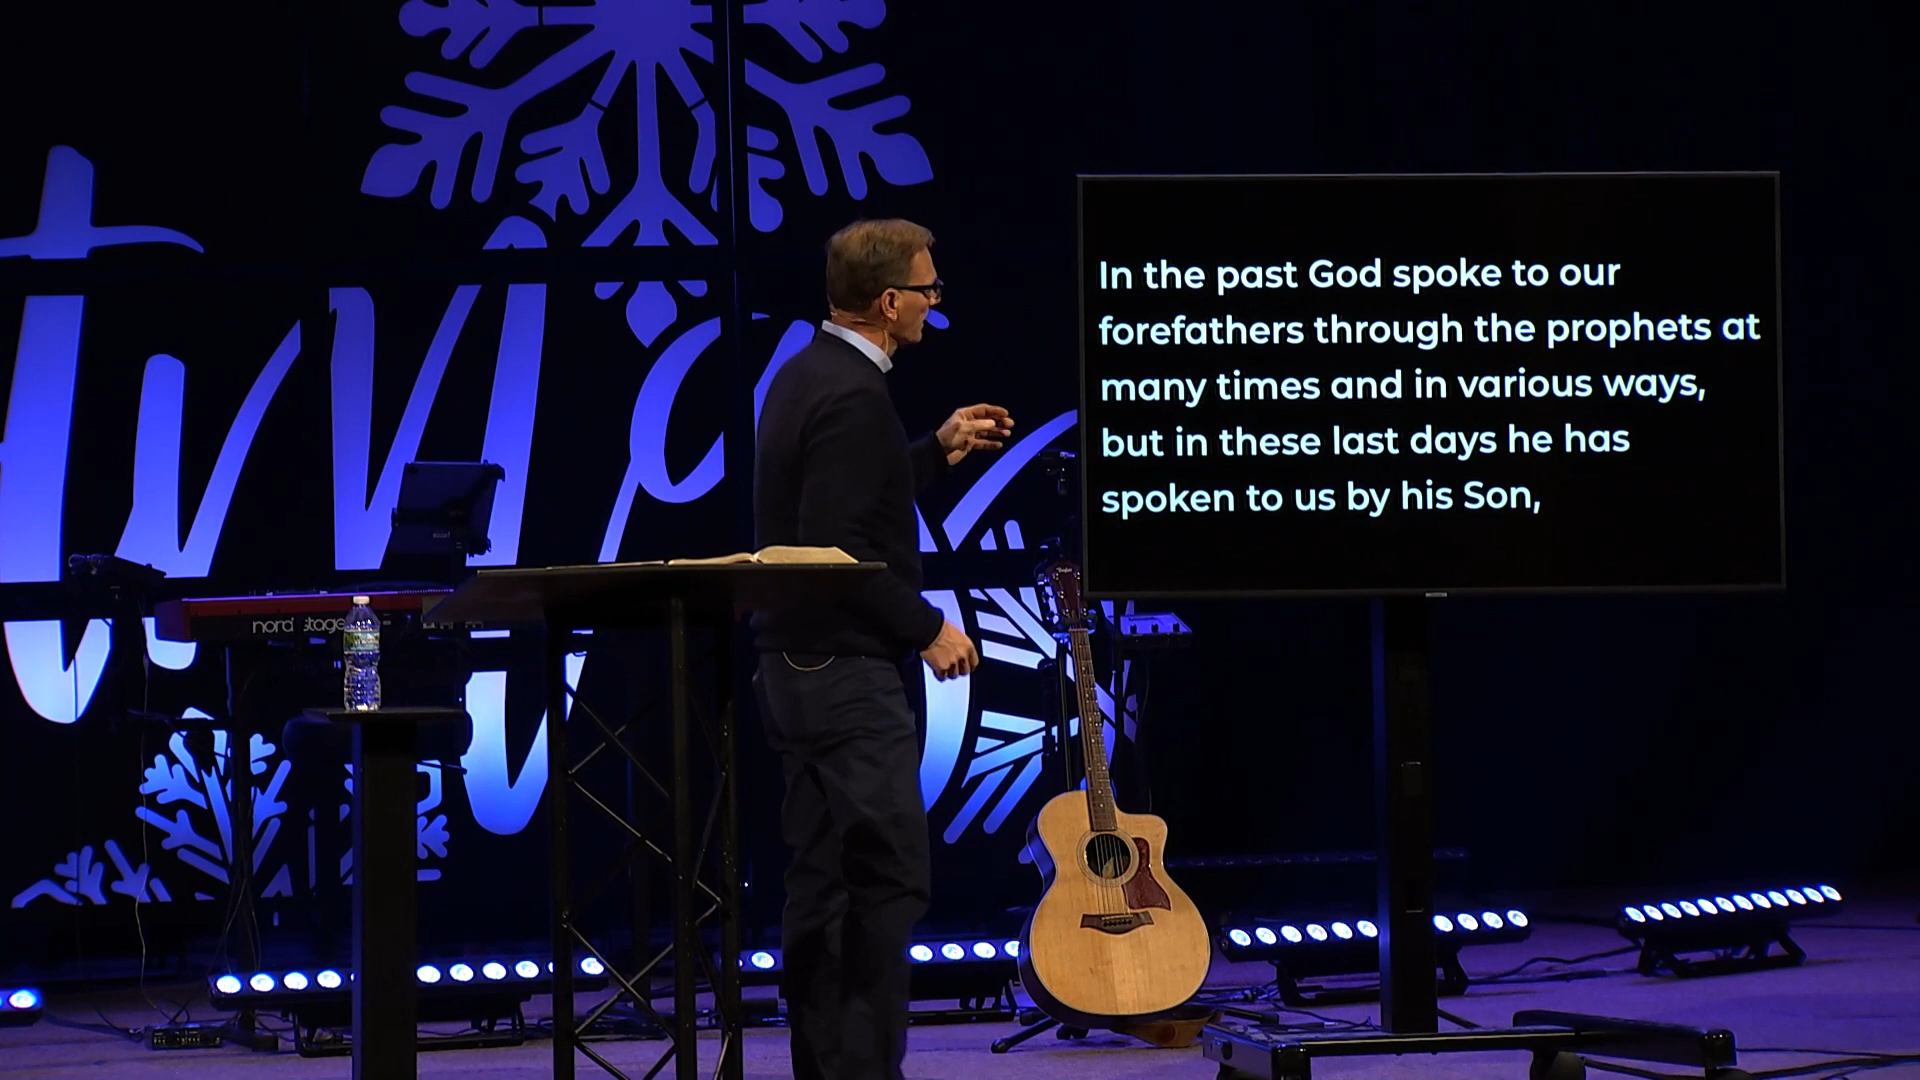 In the past God spoke to our
forefathers through the prophets at
many times and in various ways,
but in these last days he has
spoken to us by his Son,
nord stage